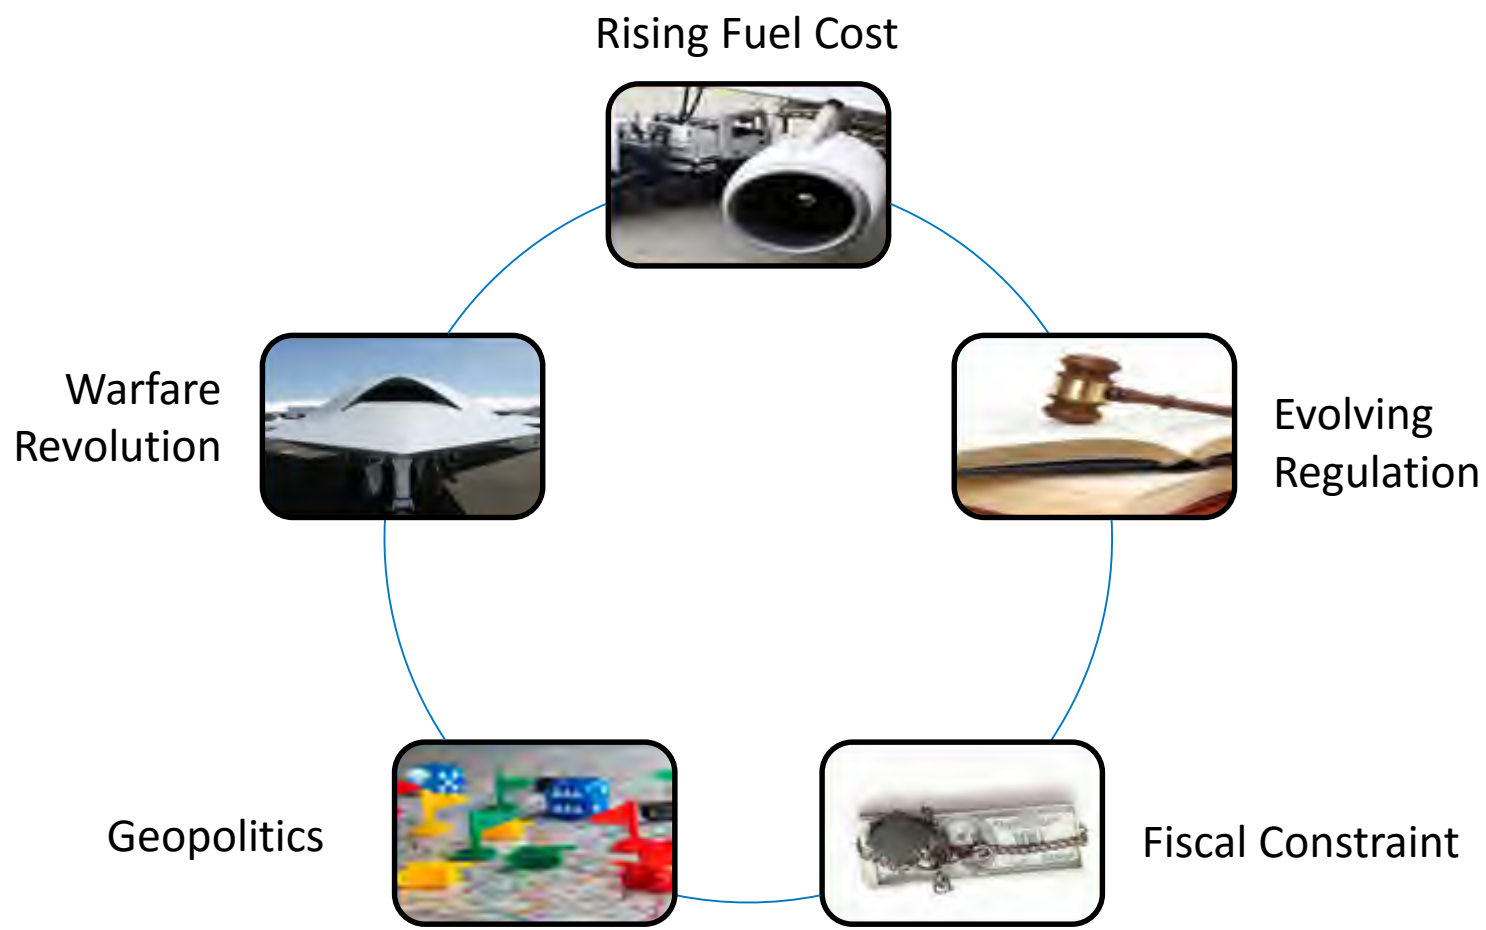 Rising Fuel Cost
Warfare
Revolution
Evolving
Regulation
Geopolitics
Fiscal Constraint